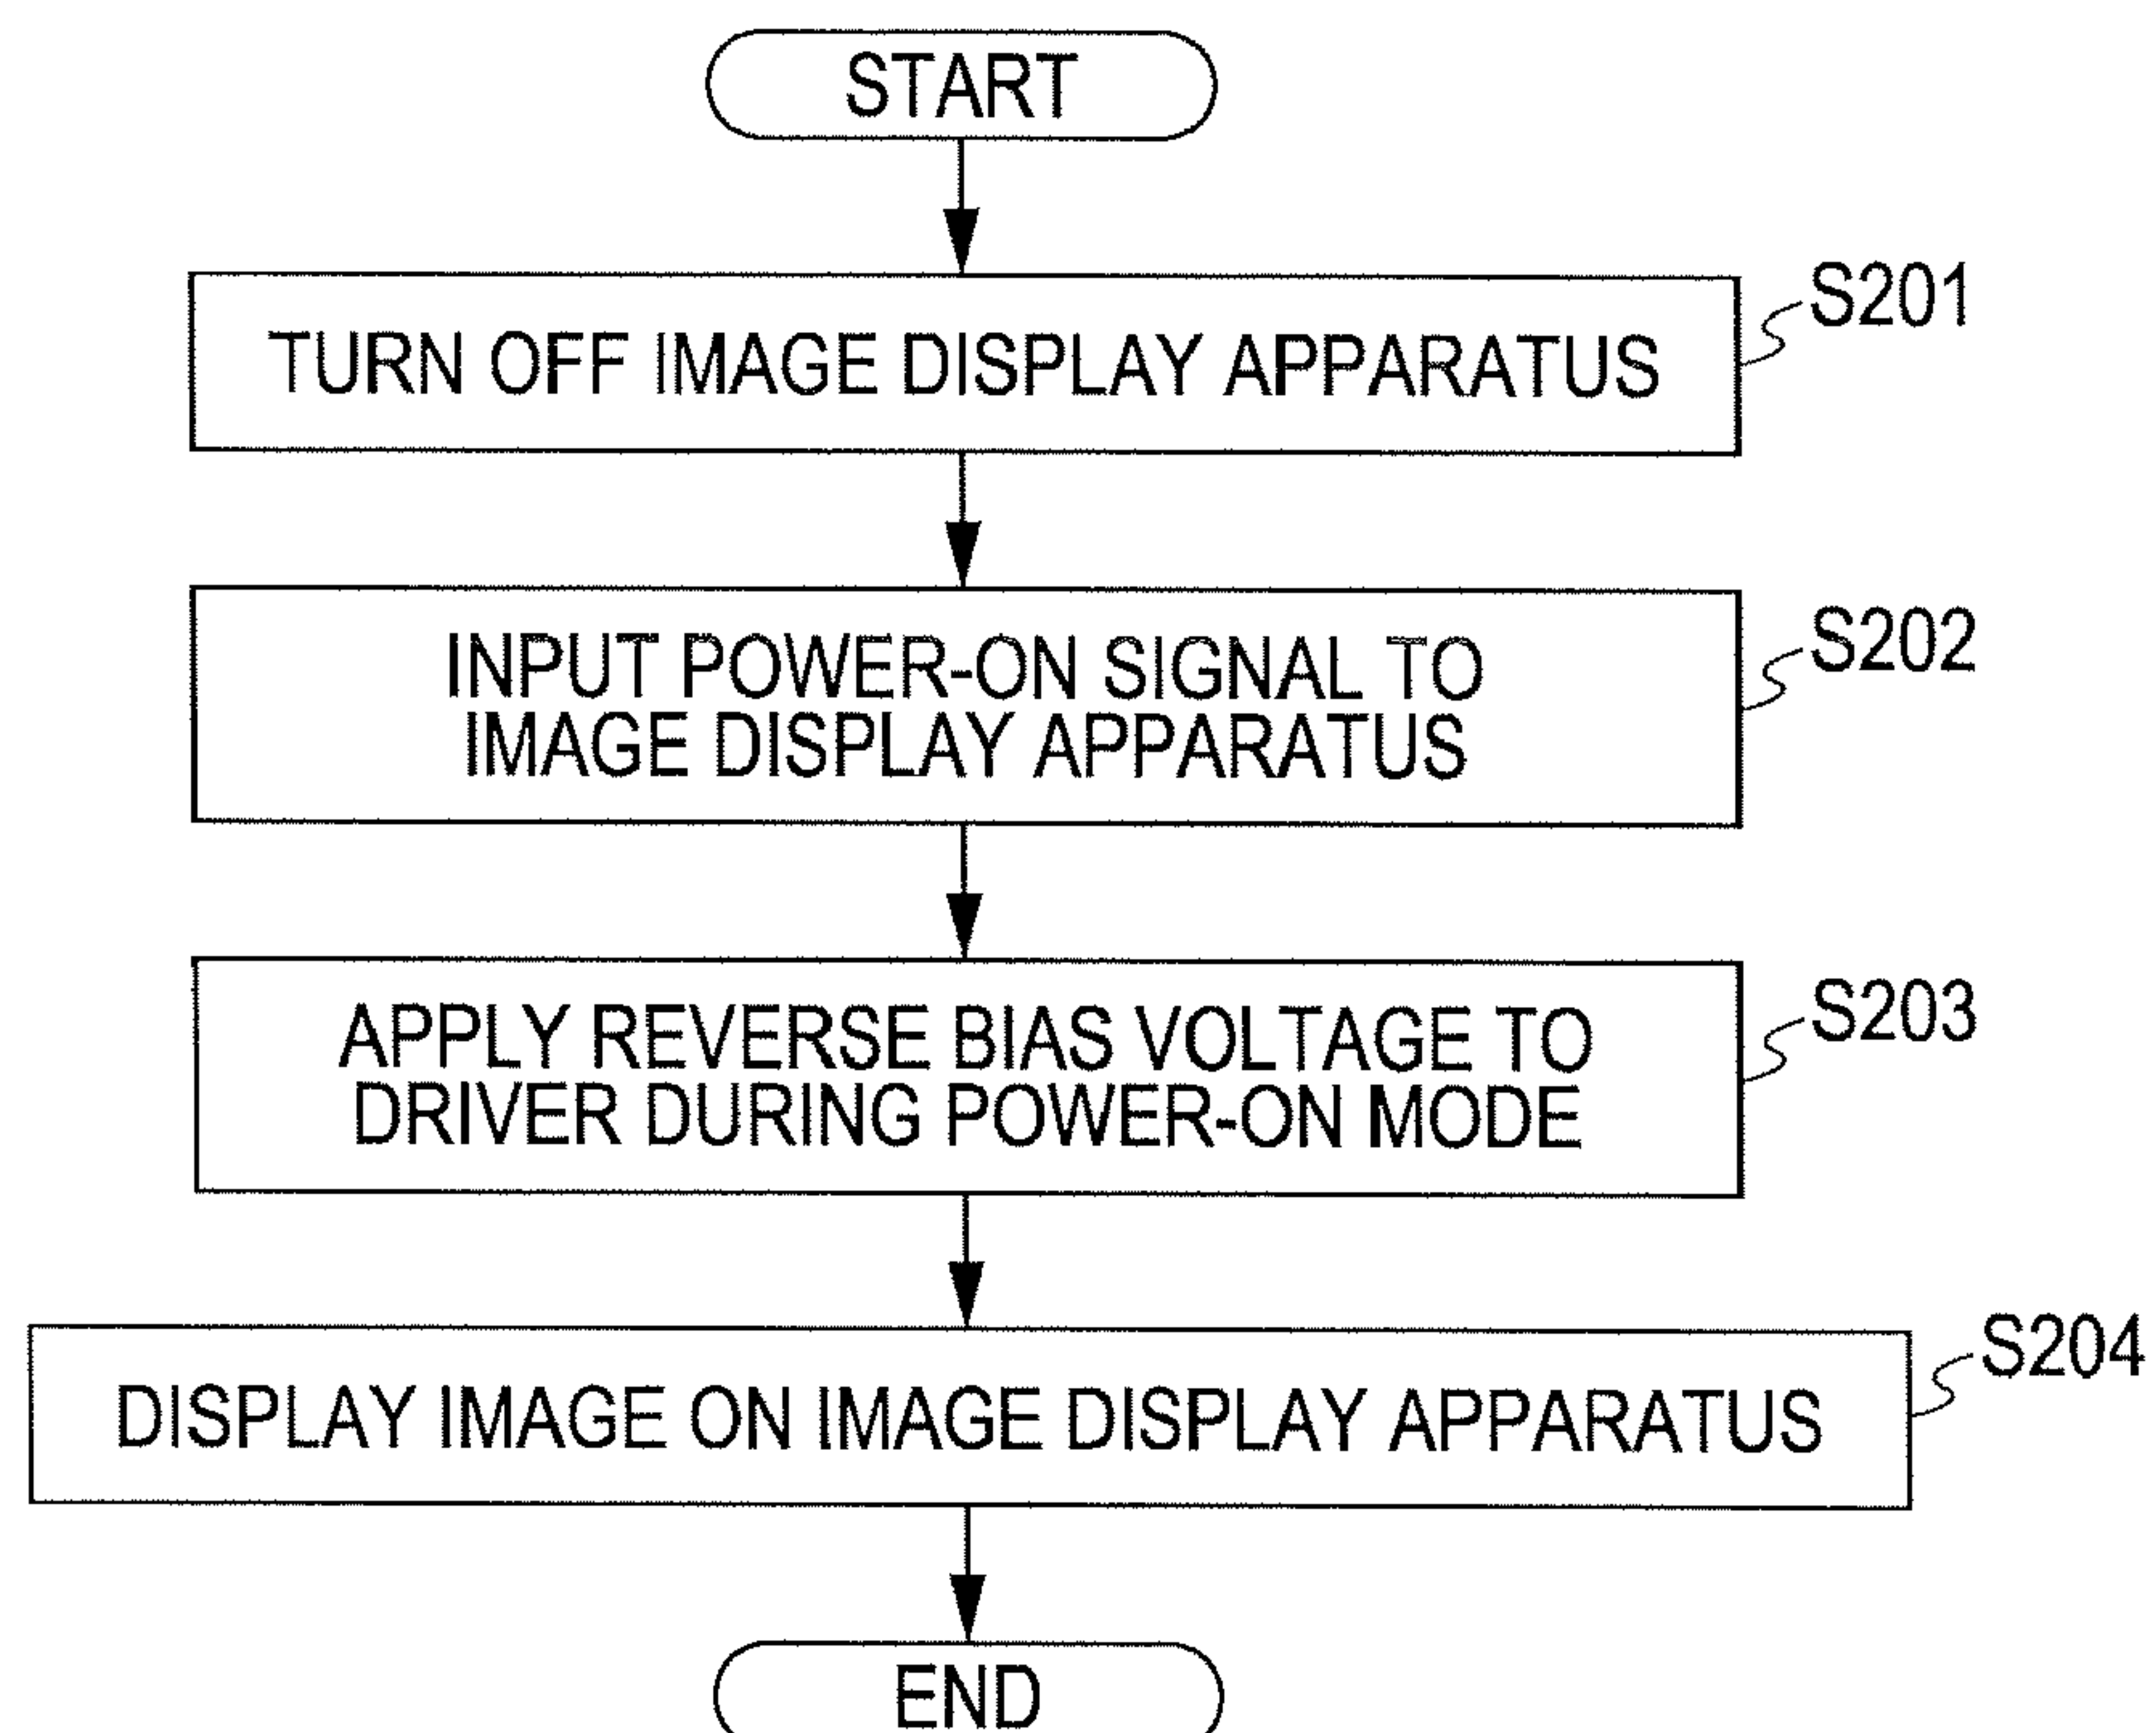 START
TURN OFF IMAGE DISPLAY APPARATUS
S201
INPUT POWER-ON SIGNAL TO
IMAGE DISPLAY APPARATUS
S202
APPLY REVERSE BIAS VOLTAGE TO
DRIVER DURING POWER-ON MODE
S203
DISPLAY IMAGE ON IMAGE DISPLAY APPARATUS
S204
END